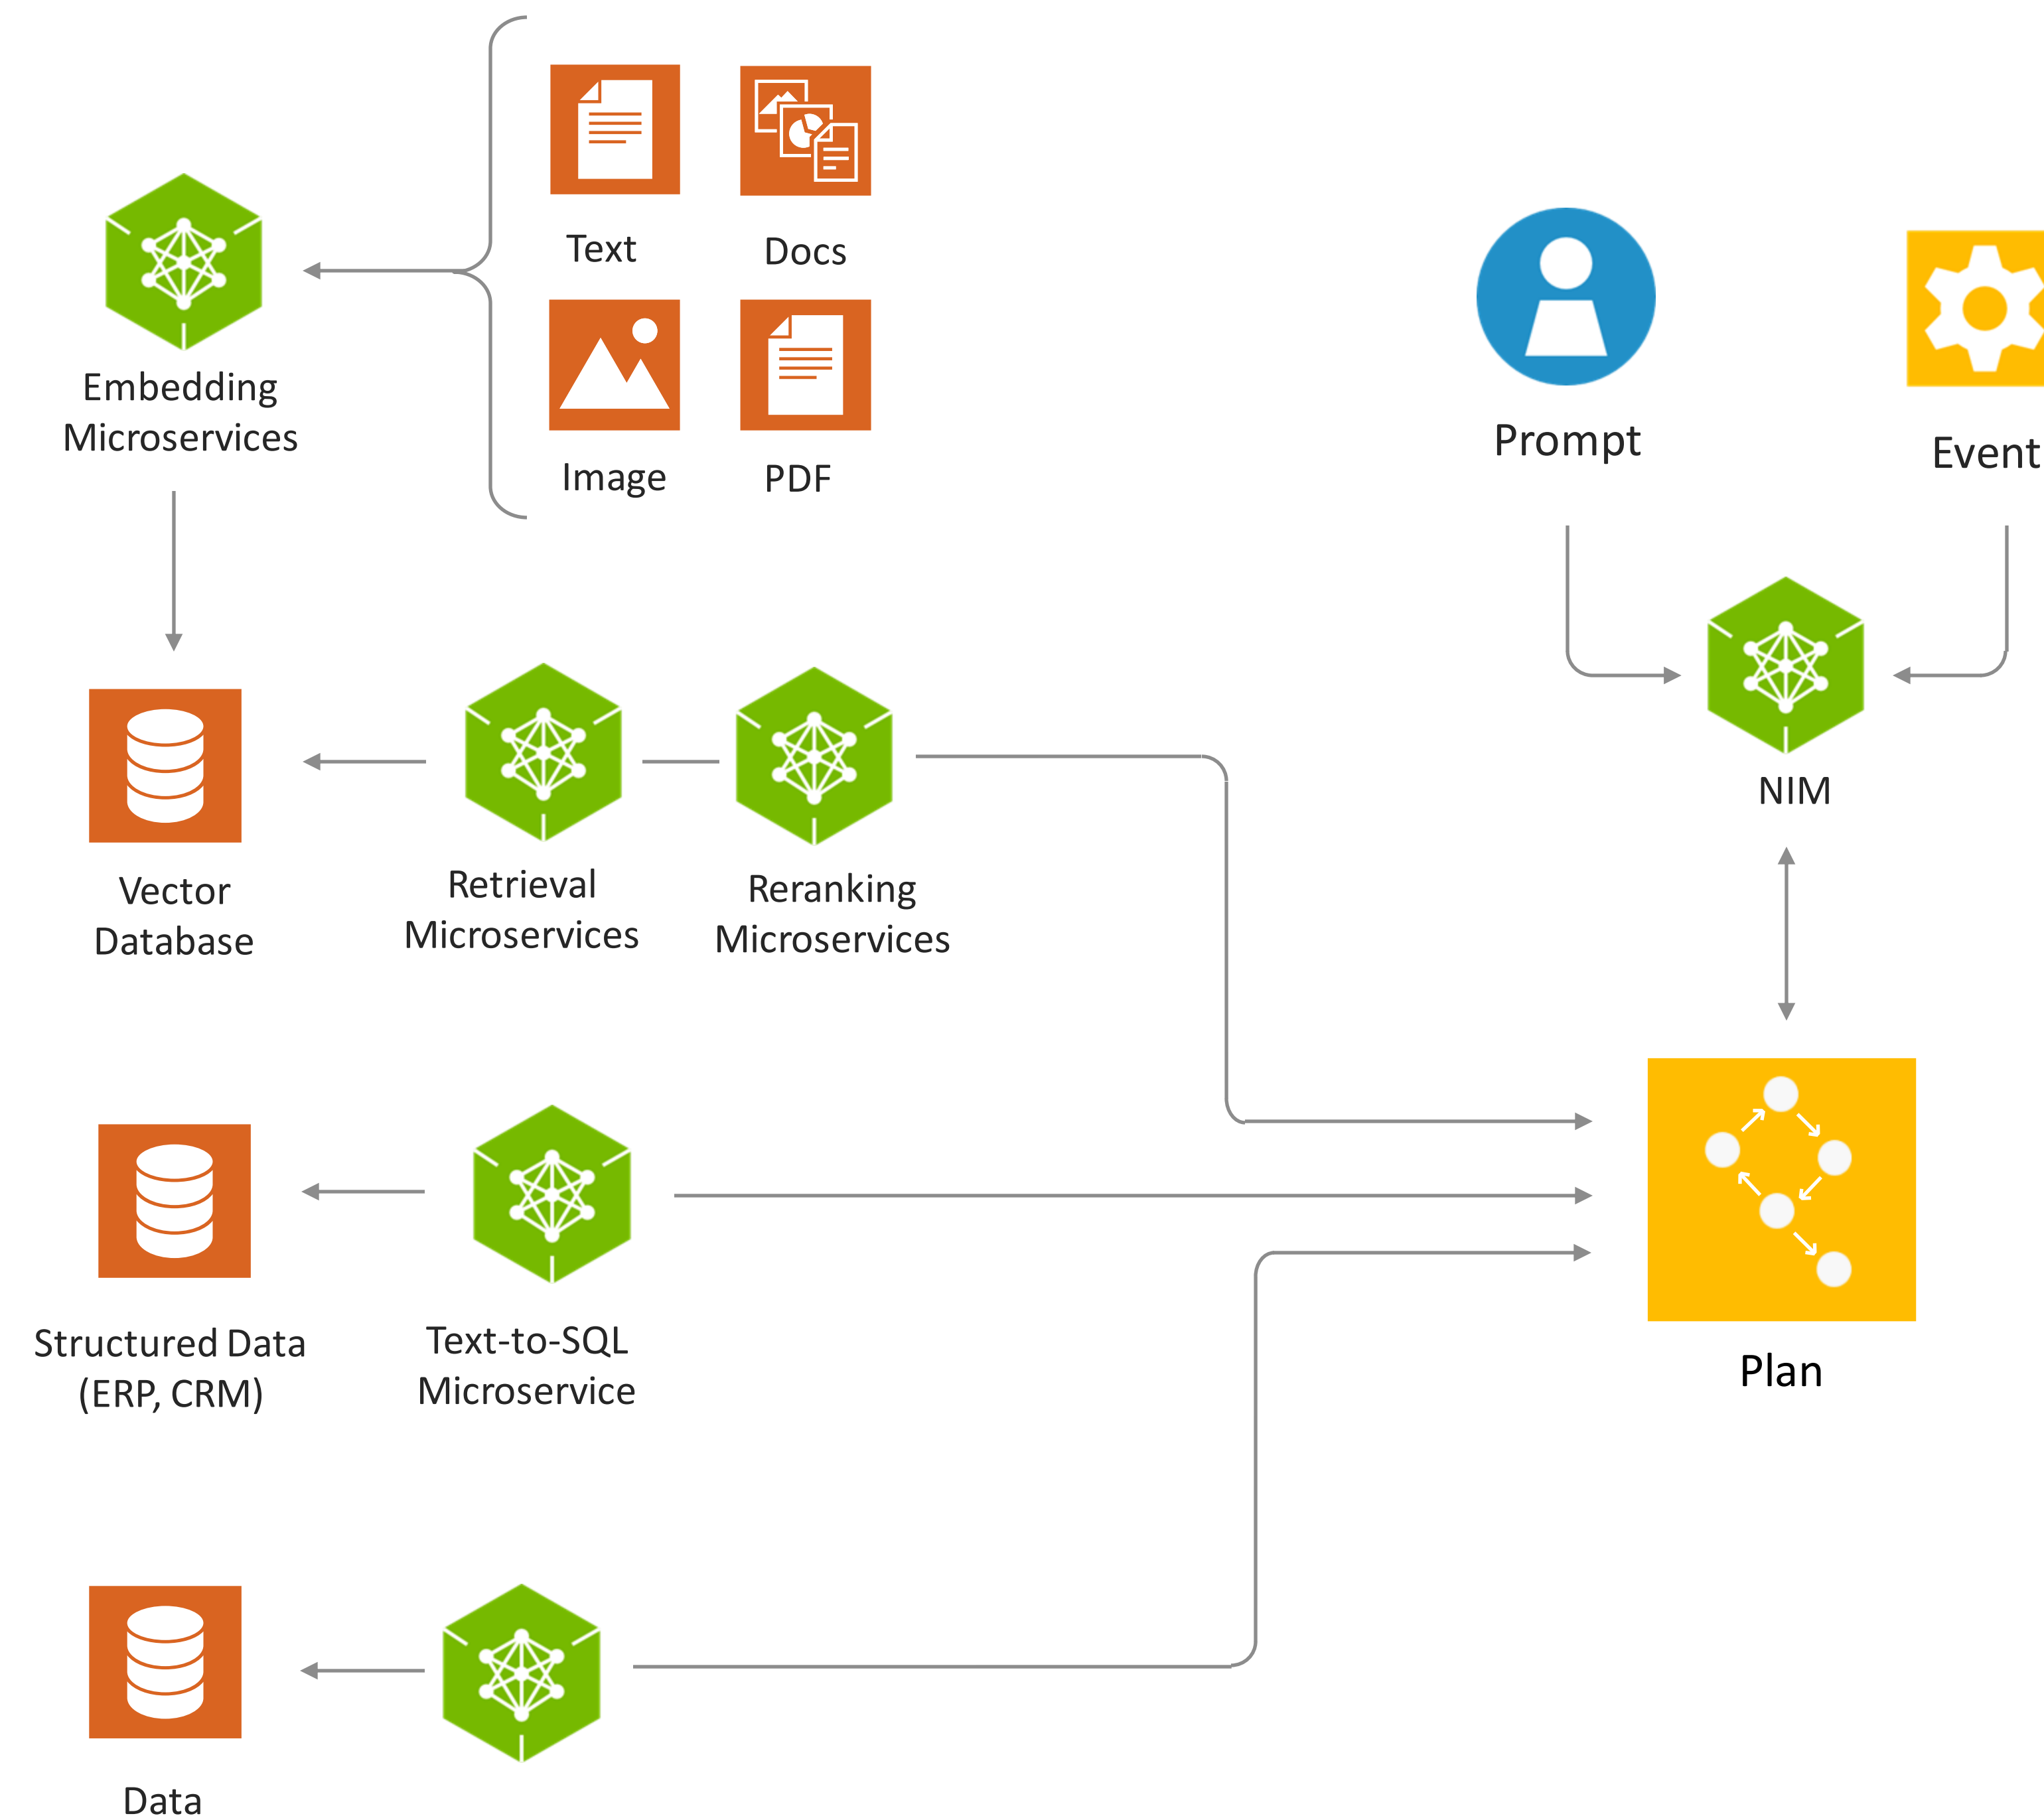 Text
Docs
Embedding
Microservices
Image
PDF
Prompt
Event
NIM
Vector
Database
Retrieval
Microservices
Reranking
Microservices
Structured Data
(ERP, CRM)
Text-to-SQL
Microservice
Plan
Data